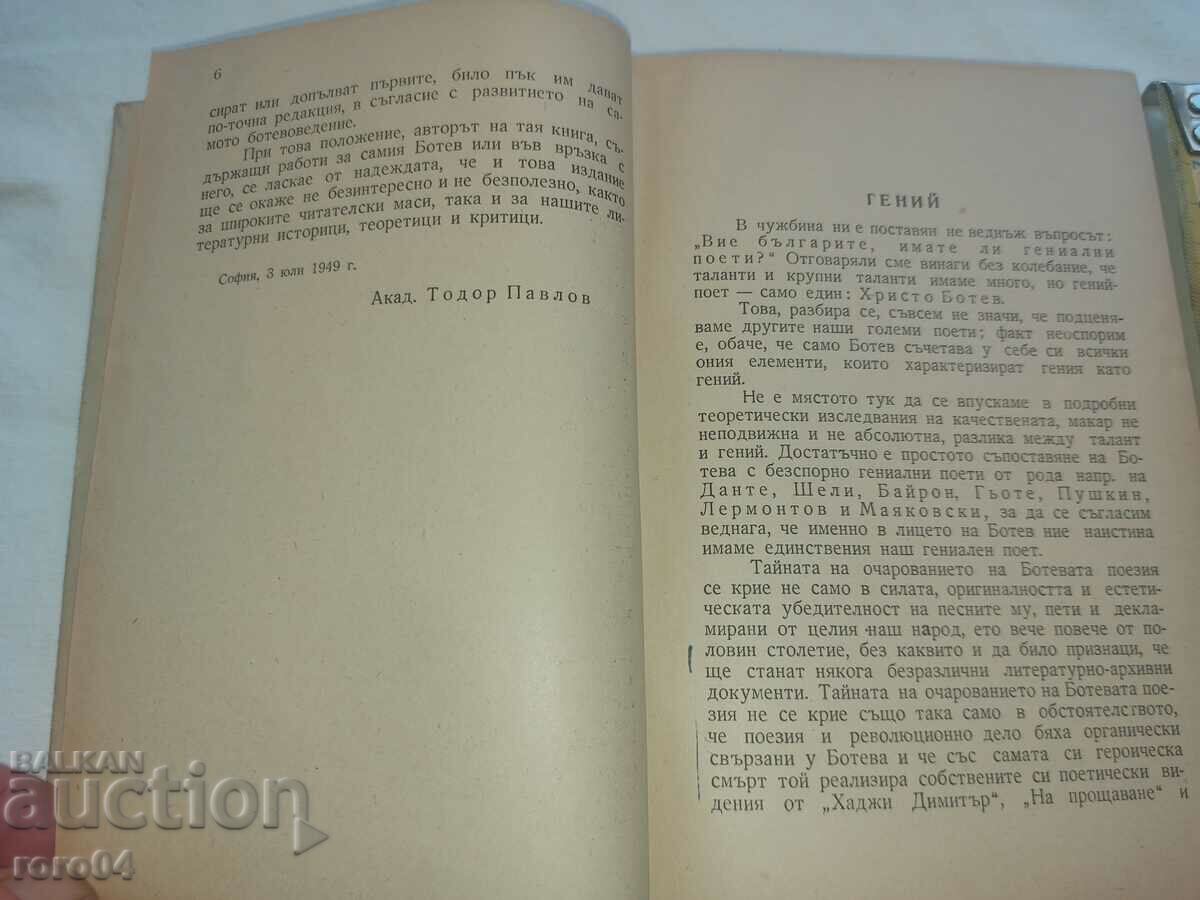 6
сират или допълват първите, било пък им дават
по-точна редакция, в съгласие с развитието на са-
мото ботевоведение.
При това положение, авторът на тая книга, съ-
държащи работи за самия Ботев или във връзка с
него, се ласкае от надеждата, че и това издание
ще се окаже не безинтересно и не безполезно, както
за широките читателски маси, така и за нашите ли-
тературни историци, теоретици и критици.
София, 3 юли 1949 г.
Акад. Тодор Павлов
ГЕНИЙ
В чужбина ни е поставян не веднъж въпросът:
„Вие българите, имате ли гениални
поети?“ Отговаряли сме винаги без колебание, че
таланти и крупни таланти имаме много, но гений-
поет — само един: Христо Ботев.
Това, разбира се, съвсем не значи, че подценя-
ваме другите наши големи поети; факт неоспорим
е, обаче, че само Ботев съчетава у себе си всички
ония елементи, които характеризират гения като
гений.
Не е мястото тук да се впускаме в подробни
теоретически изследвания на качествената, макар не
неподвижна и не абсолютна, разлика между талант
и гений. Достатъчно е простото съпоставяне на Бо-
тева с безспорно гениални поети от рода напр. на
Данте, Шели, Байрон, Гьоте, Пушкин,
Лермонтов и Маяковски, за да се съгласим
веднага, че именно в лицето на Ботев ние наистина
имаме единствения наш гениален поет.
Тайната на очарованието на Ботевата поезия
се крие не само в силата, оригиналността и естети-
ческата убедителност на песните му, пети и декла-
мирани от целия наш народ, ето вече повече от по-
ловин столетие, без каквито и да било признаци, че
ще станат някога безразлични литературно-архивни
документи. Тайната на очарованието на Ботевата пое-
зия не се крие също така само в обстоятелството,
че поезия и революционно дело бяха органически
свързани у Ботева и че със самата си героическа
смърт той реализира собствените си поетически ви-
дения от „Хаджи Димитър“, „На прощаване“ и
BALKAN
auction
roro04